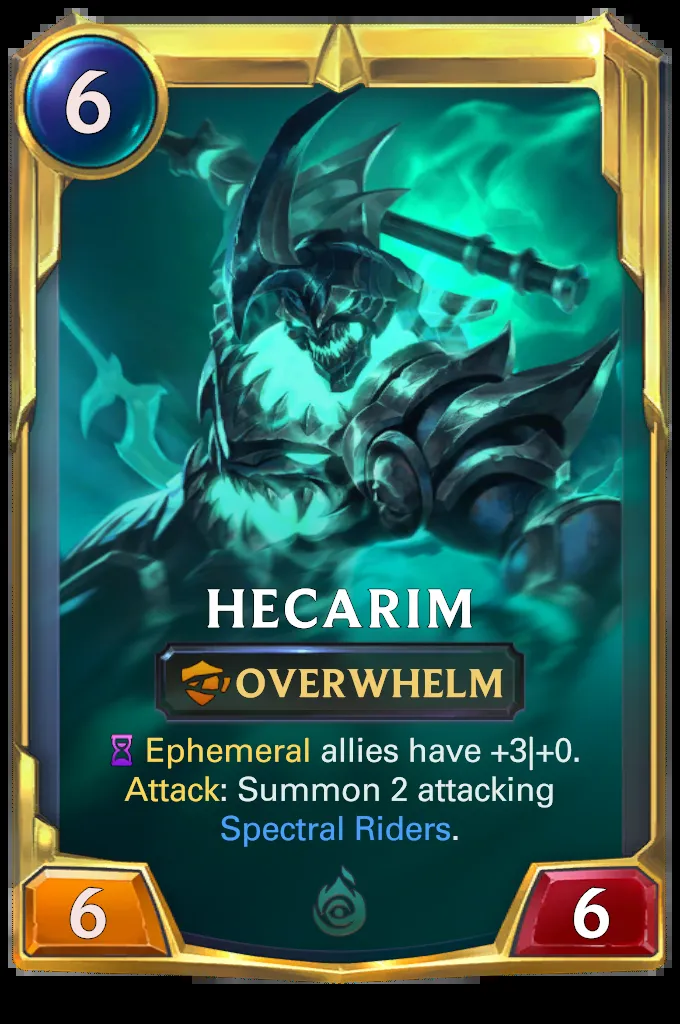 6
HECARIM
OVERWHELM
Ephemeral allies have +3|+0.
Attack: Summon 2 attacking
Spectral Riders.
6
6